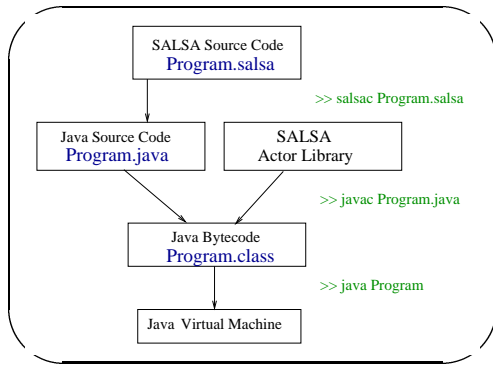 SALSA Source Code
Program.salsa
>> salsac Program.salsa
Java Source Code
Program.java
SALSA
Actor Library
>> javac Program.java
Java Bytecode
Program.class
>> java Program
Java Virtual Machine